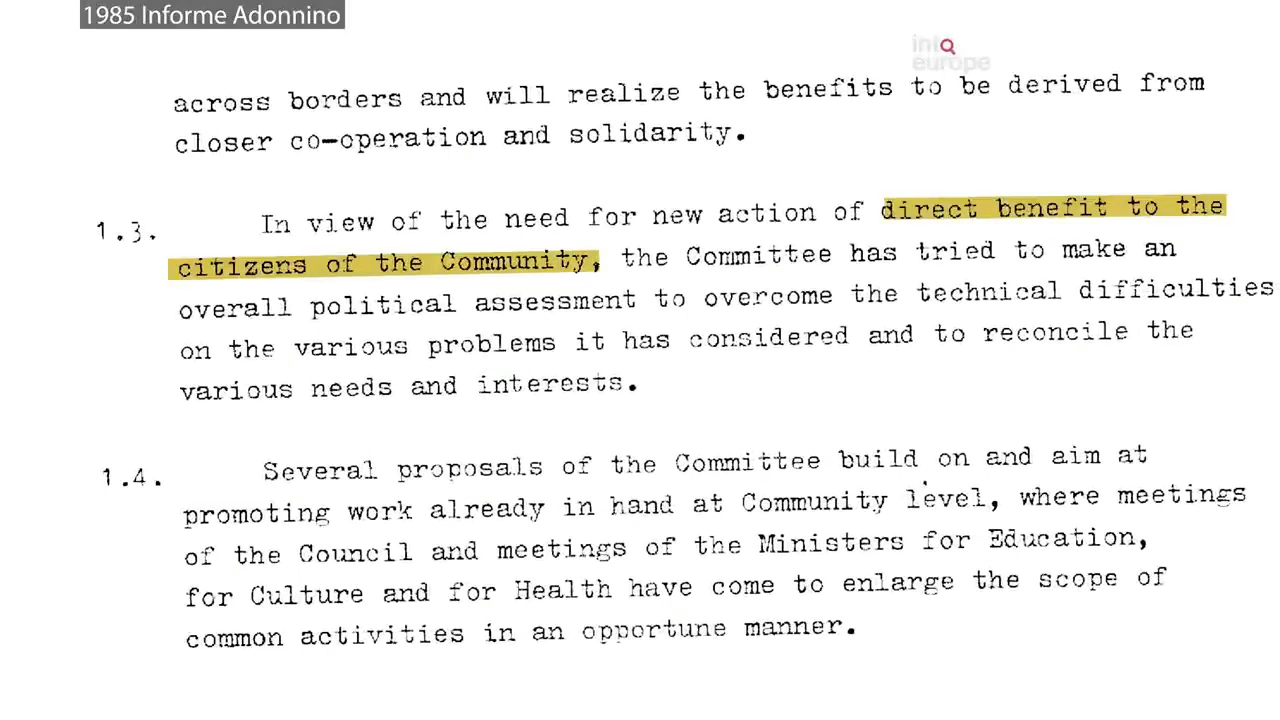 1985 Informe Adonnino
into
europe
across borders and will realize the benefits to be derived from
closer co-operation and solidarity.
1.3. In view of the need for new action of direct benefit to the
citizens of the Community, the Committee has tried to make an
overall political assessment to overcome the technical difficulties
on the various problems it has considered and to reconcile the
various needs and interests.
1.4. Several proposals of the Committee build on and aim at
promoting work already in hand at Community level, where meetings
of the Council and meetings of the Ministers for Education,
for Culture and for Health have come to enlarge the scope of
common activities in an opportune manner.